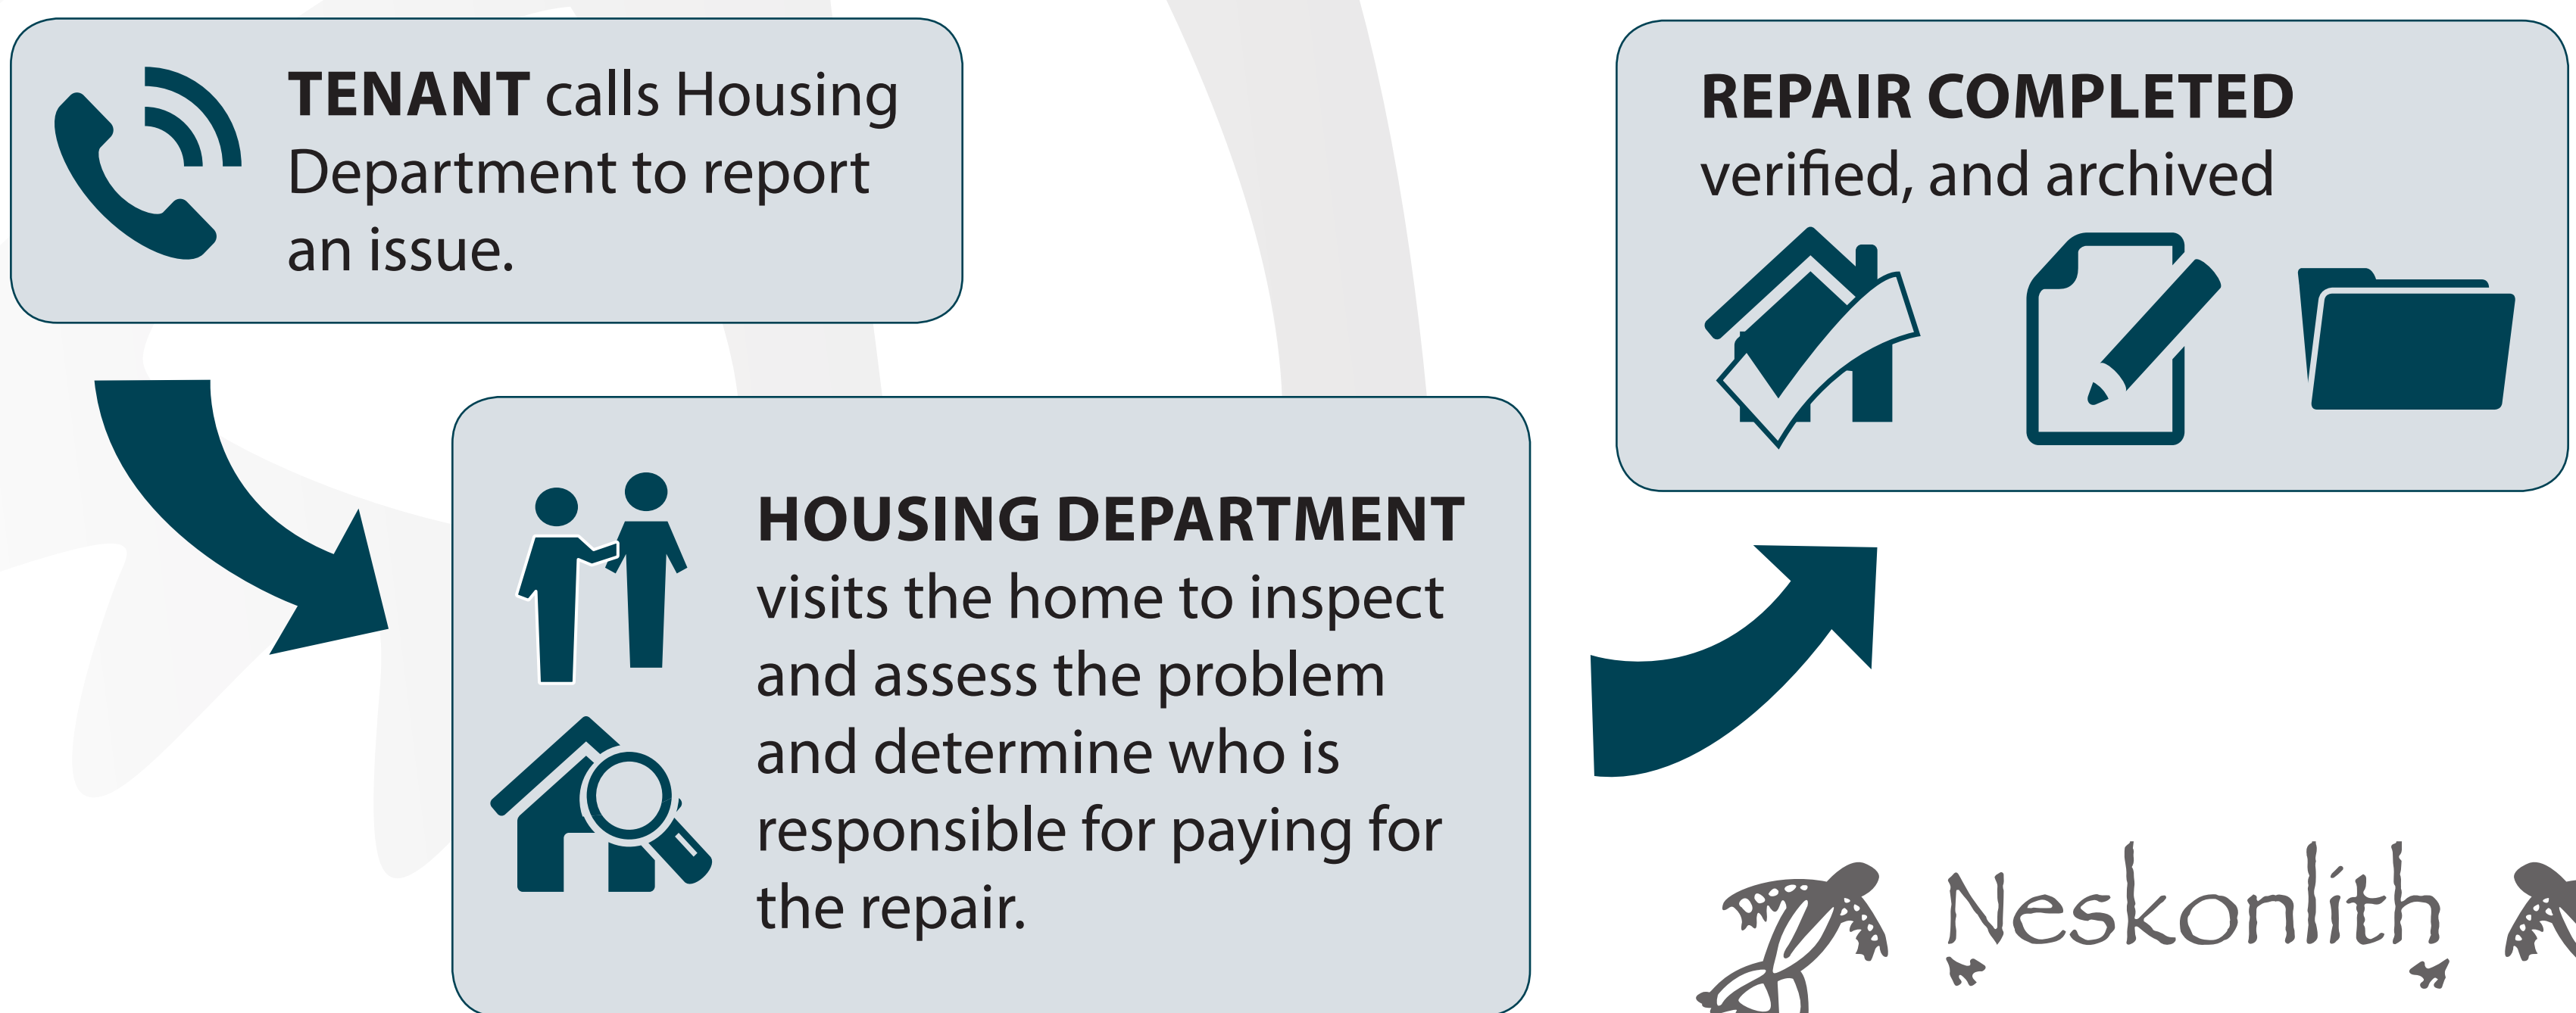 TENANT calls Housing
Department to report
an issue.
HOUSING DEPARTMENT
visits the home to inspect
and assess the problem
and determine who is
responsible for paying for
the repair.
REPAIR COMPLETED
verified, and archived
Neskonlith